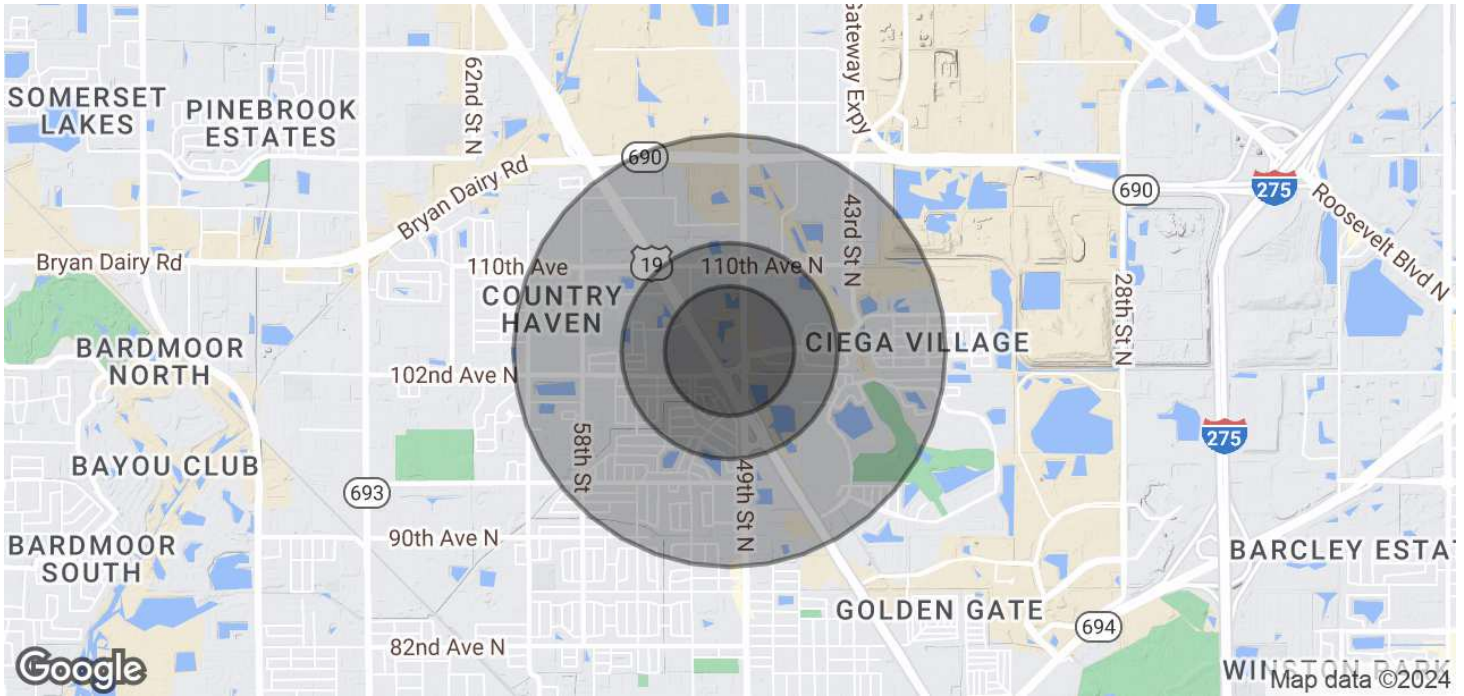 Gateway Expy
62nd St N
SOMERSET
LAKES
PINEBROOK
ESTATES
690
690
275
Roosevelt Blvd N
Bryan Dairy Rd
Bryan Dairy Rd
43rd St N
110th Ave
19
110th Ave N
28th St N
COUNTRY
HAVEN
CIEGA VILLAGE
BARDMOOR
NORTH
102nd Ave N
275
58th St
BAYOU CLUB
693
49th St N
90th Ave N
BARDMOOR
SOUTH
BARCLEY ESTAT
GOLDEN GATE
694
82nd Ave N
Google
WINSTON PARK
Map data ©2024